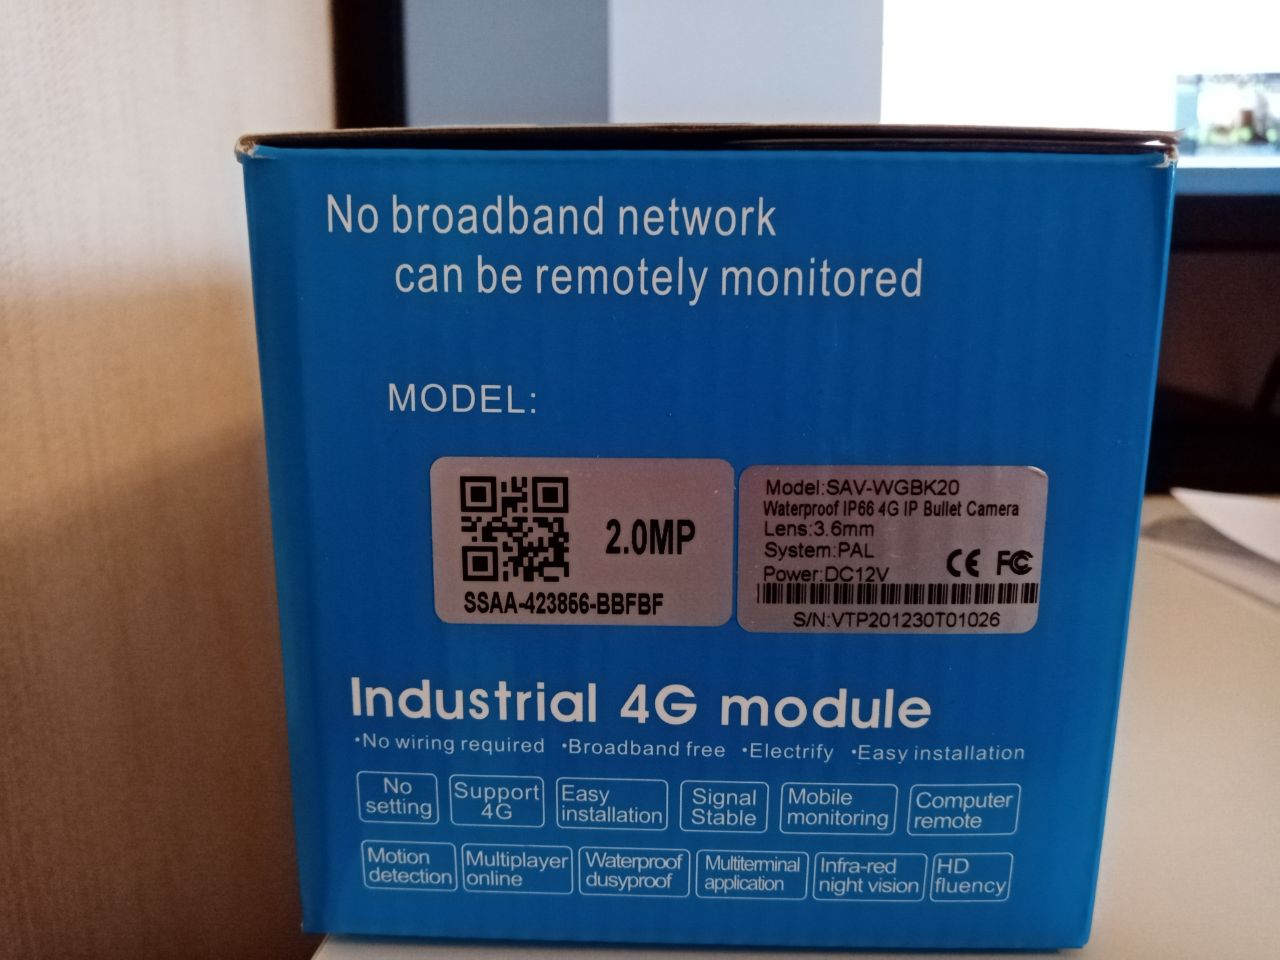 No broadband network
can be remotely monitored
MODEL:
2.0MP
SSAA-423856-BBFBF
Model:SAV-WGBK20
Waterproof IP66 4G IP Bullet Camera
Lens:3.6mm
System:PAL
Power:DC12V
CE FC
S/N:VTP201230T01026
Industrial 4G module
·No wiring required ·Broadband free ·Electrify ·Easy installation
No
setting
Support
4G
Easy
installation
Signal
Stable
Mobile
monitoring
Computer
remote
Motion
detection
Multiplayer
online
Waterproof
dusyproof
Multiterminal
application
Infra-red
night vision
HD
fluency